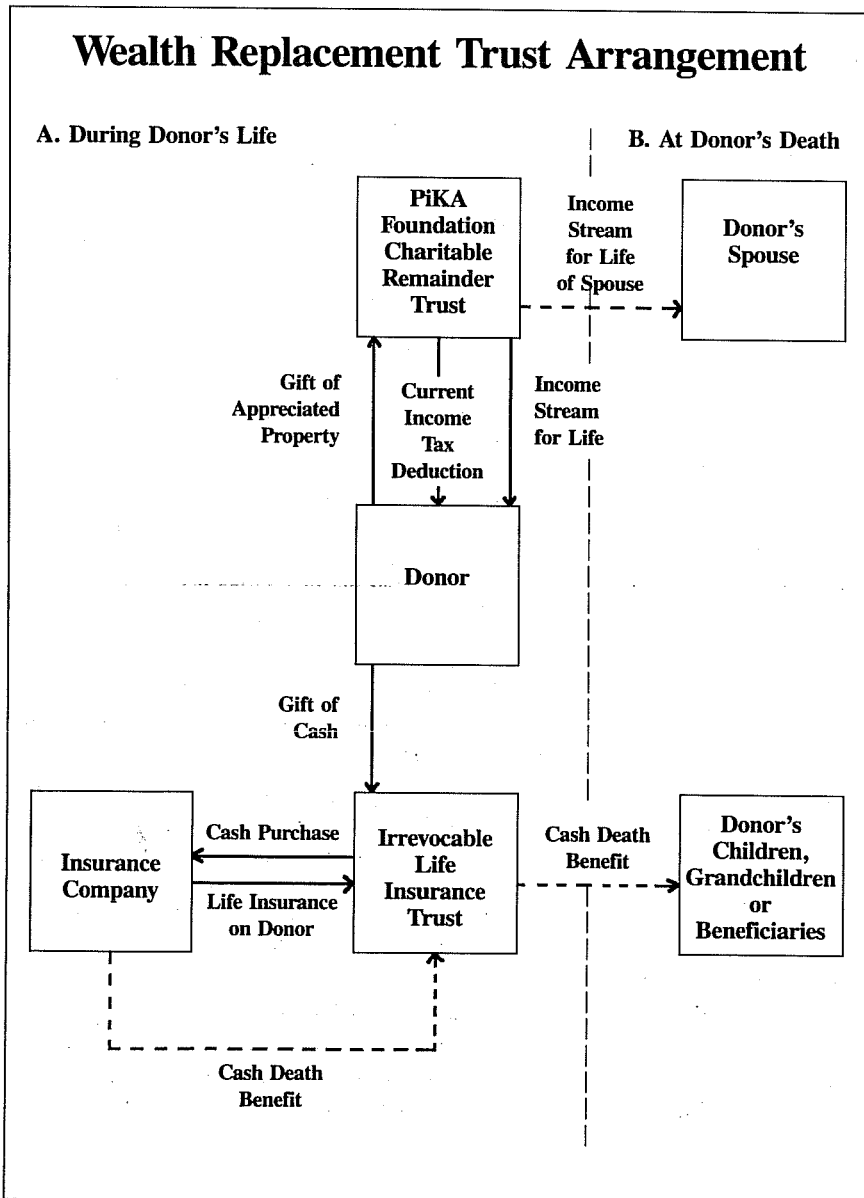 Wealth Replacement Trust Arrangement
A. During Donor's Life
B. At Donor's Death
PiKA
Foundation
Charitable
Remainder
Trust
Income
Stream
for Life
of Spouse
Donor's
Spouse
Gift of
Appreciated
Property
Current
Income
Tax
Deduction
Income
Stream
for Life
Donor
Gift of
Cash
Insurance
Company
Cash Purchase
Life Insurance
on Donor
Irrevocable
Life
Insurance
Trust
Cash Death
Benefit
Donor's
Children,
Grandchildren
or
Beneficiaries
Cash Death
Benefit